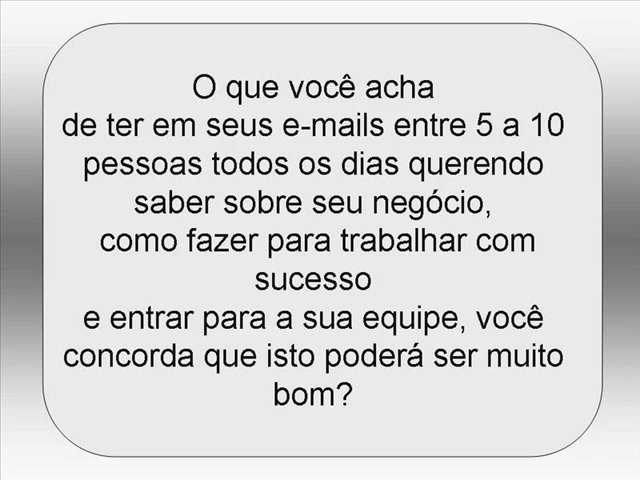 O que você acha
de ter em seus e-mails entre 5 a 10
pessoas todos os dias querendo
saber sobre seu negócio,
como fazer para trabalhar com
sucesso
e entrar para a sua equipe, você
concorda que isto poderá ser muito
bom?